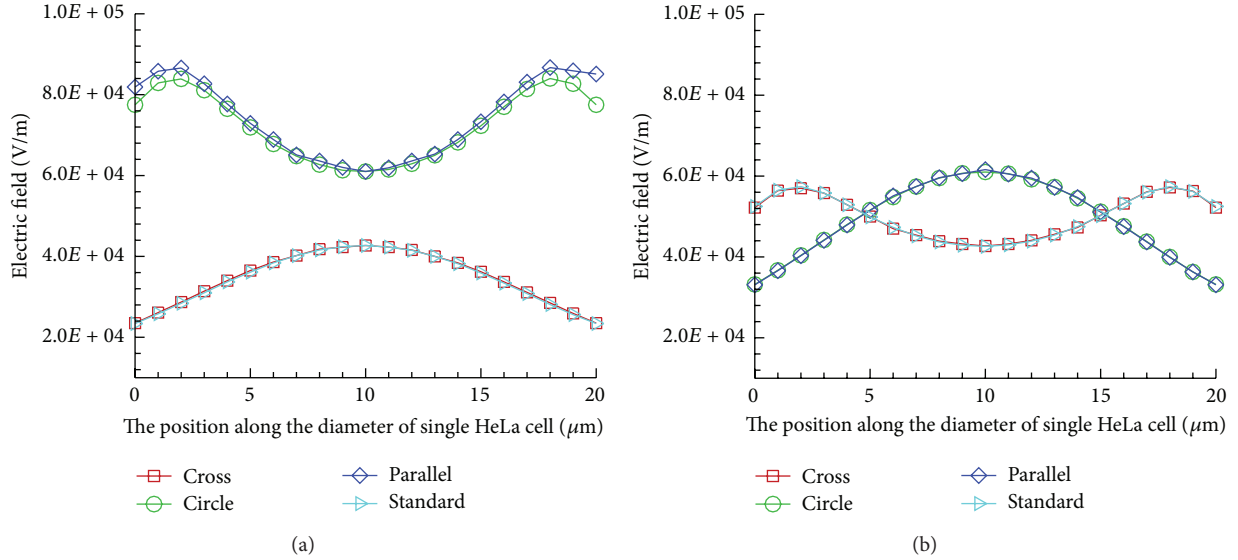 1.0E + 05
8.0E + 04
6.0E + 04
4.0E + 04
2.0E + 04
Electric field (V/m)
0 5 10 15 20
The position along the diameter of single HeLa cell (μm)
Cross
Circle
Parallel
Standard
(a)
1.0E + 05
8.0E + 04
6.0E + 04
4.0E + 04
2.0E + 04
Electric field (V/m)
0 5 10 15 20
The position along the diameter of single HeLa cell (μm)
Cross
Circle
Parallel
Standard
(b)